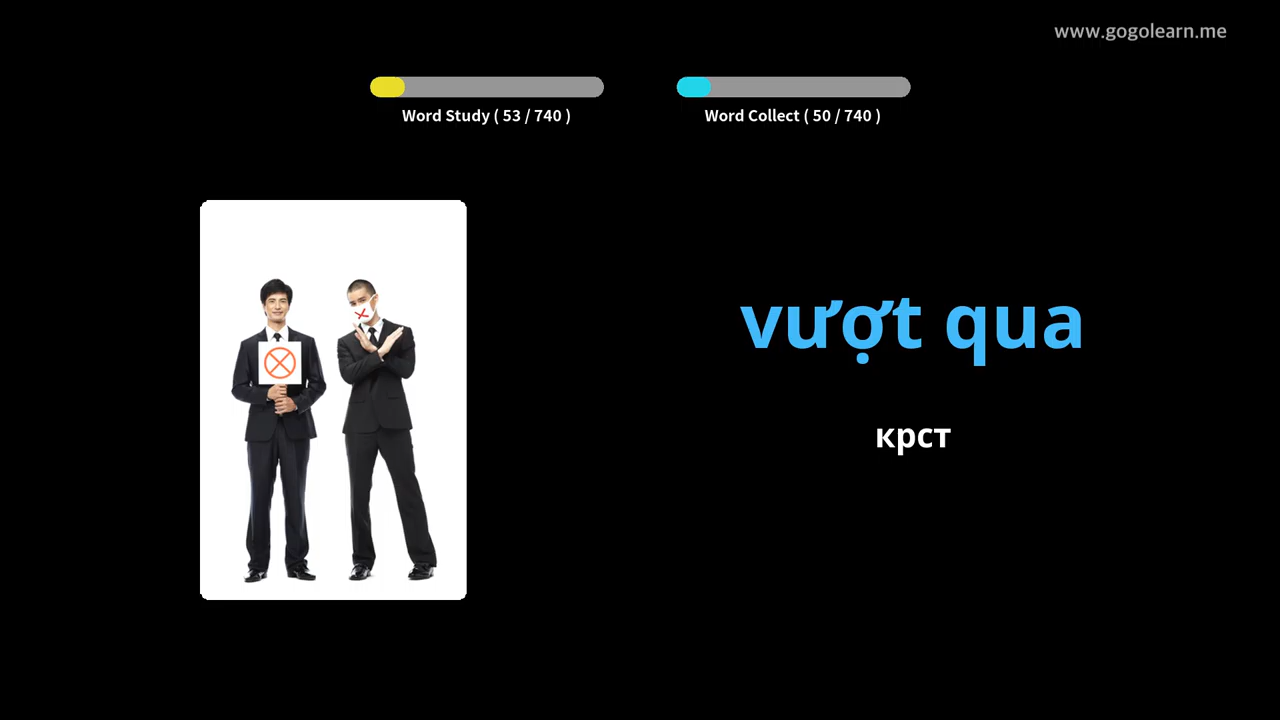 www.gogolearn.me
Word Study ( 53 / 740 )
Word Collect ( 50 / 740 )
vượt qua
крст